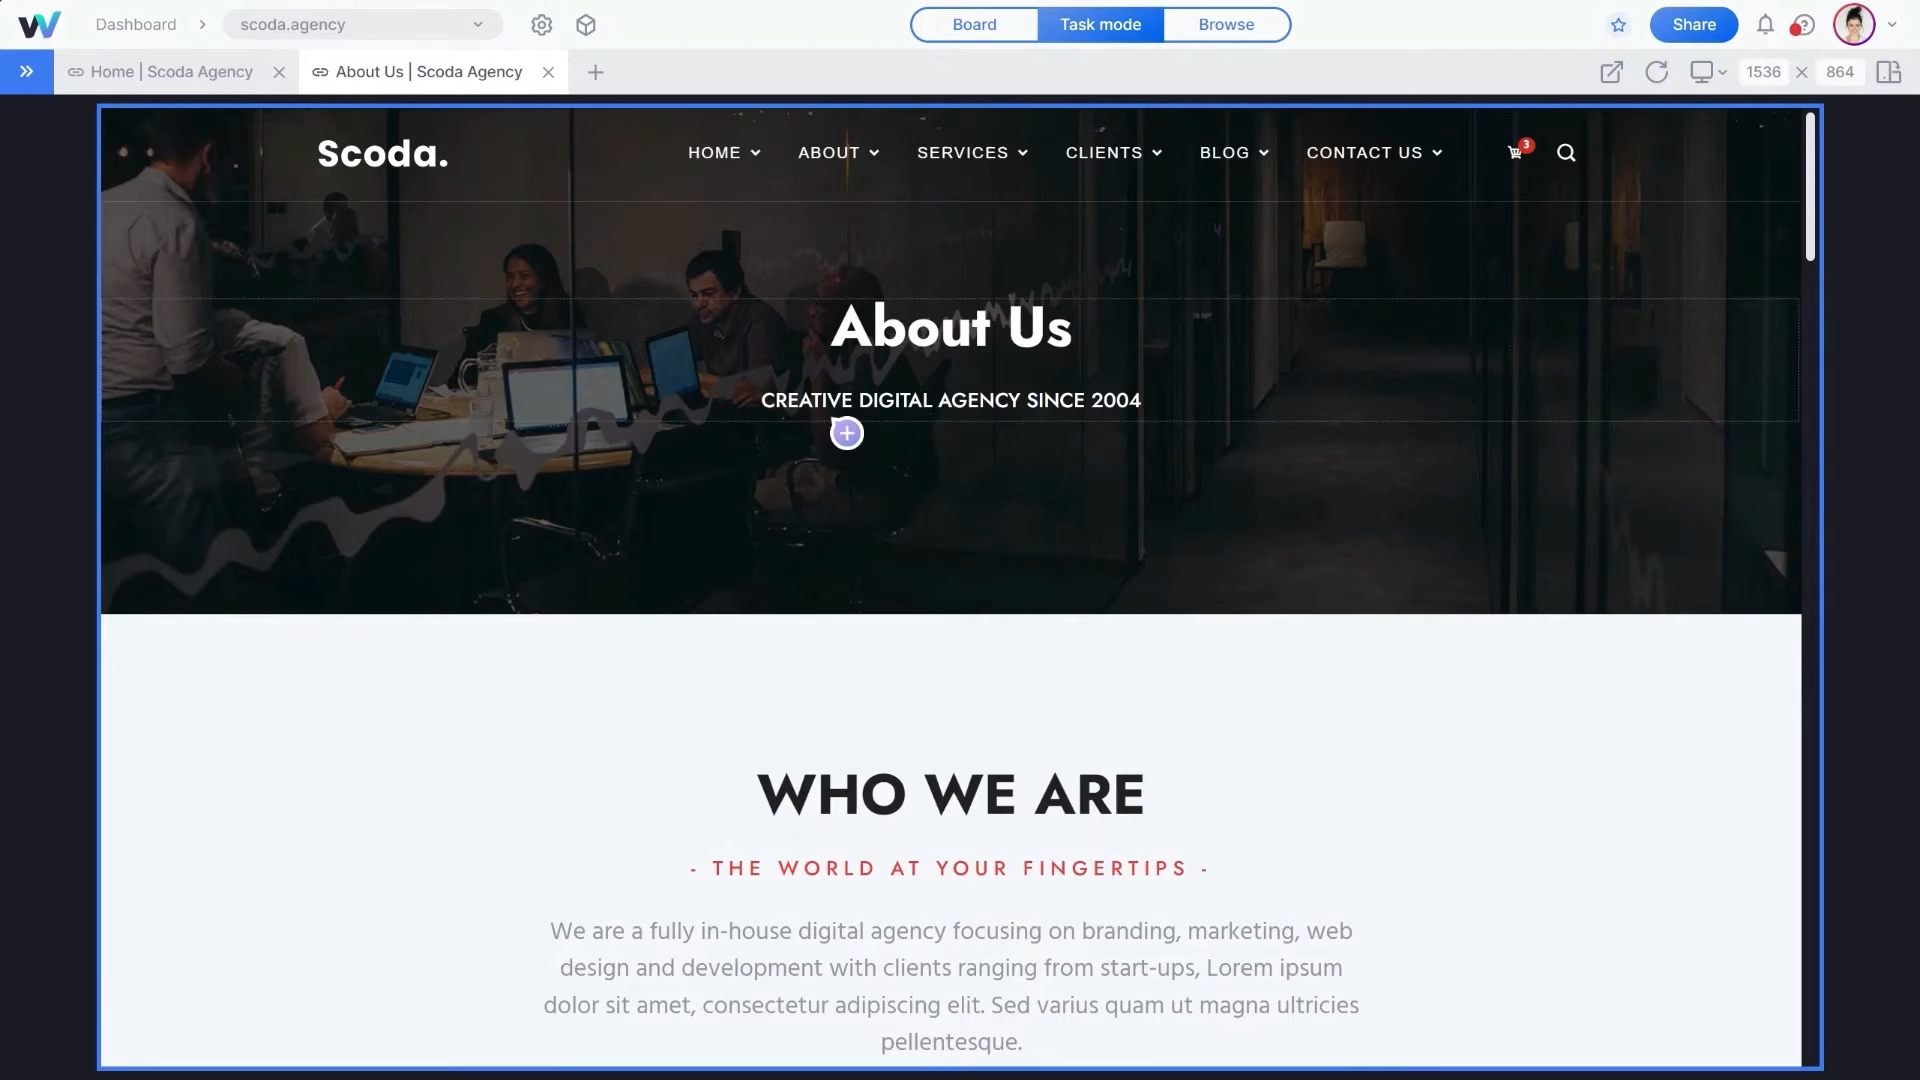 Dashboard
scoda.agency
Board
Task mode
Browse
Share
Home | Scoda Agency
About Us | Scoda Agency
1536
864
Scoda.
HOME
ABOUT
SERVICES
CLIENTS
BLOG
CONTACT US
3
About Us
CREATIVE DIGITAL AGENCY SINCE 2004
WHO WE ARE
- THE WORLD AT YOUR FINGERTIPS -
We are a fully in-house digital agency focusing on branding, marketing, web
design and development with clients ranging from start-ups, Lorem ipsum
dolor sit amet, consectetur adipiscing elit. Sed varius quam ut magna ultricies
pellentesque.